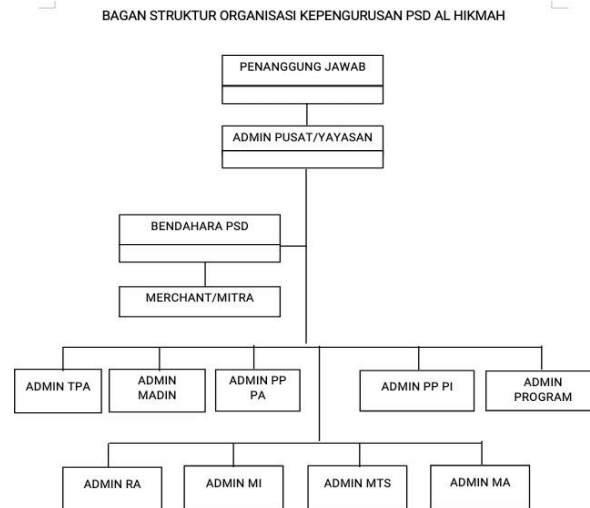 BAGAN STRUKTUR ORGANISASI KEPENGURUSAN PSD AL HIKMAH
PENANGGUNG JAWAB
ADMIN PUSAT/YAYASAN
BENDAHARA PSD
MERCHANT/MITRA
ADMIN TPA
ADMIN
MADIN
ADMIN PP
PA
ADMIN PP PI
ADMIN
PROGRAM
ADMIN RA
ADMIN MI
ADMIN MTS
ADMIN MA